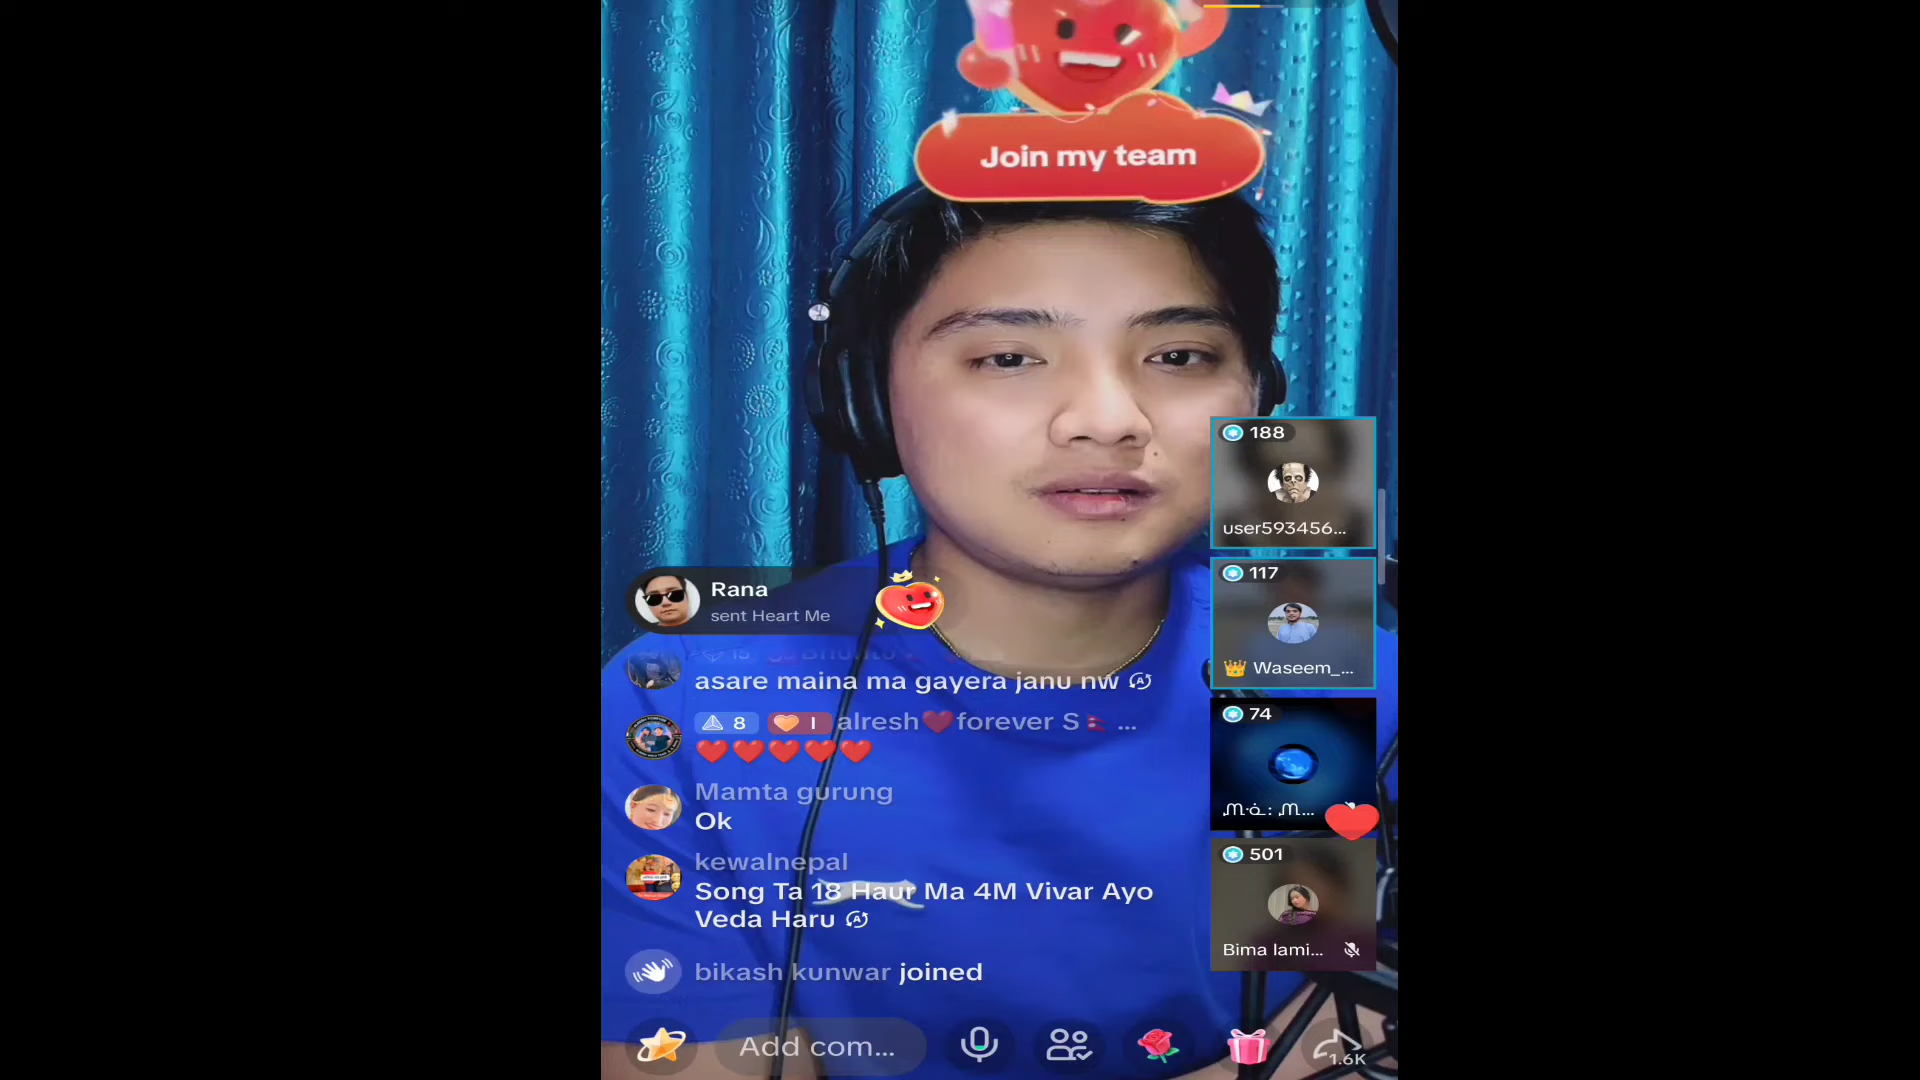 Join my team
188
user593456...
117
Waseem_...
74
501
Bima lami...
Rana
sent Heart Me
15
asare maina ma gayera janu nw
8 I alresh❤️forever S🇳🇵 ...
❤️❤️❤️❤️❤️
Mamta gurung
Ok
kewalnepal
Song Ta 18 Haur Ma 4M Vivar Ayo
Veda Haru
bikash kunwar joined
Add com...
1.6K